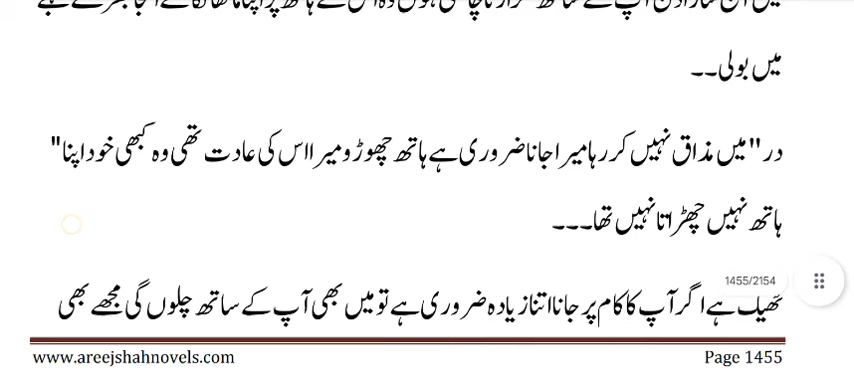 میں بولی۔۔
در "میں مذاق نہیں کر رہا میرا جانا ضروری ہے ہاتھ چھوڑو میرا اس کی عادت تھی وہ کبھی خود اپنا"
ہاتھ نہیں چھڑاتا نہیں تھا۔۔۔
1455/2154
ٹھیک ہے اگر آپ کا کام پر جانا اتنا زیادہ ضروری ہے تو میں بھی آپ کے ساتھ چلوں گی مجھے بھی
www.areejshahnovels.com
Page 1455